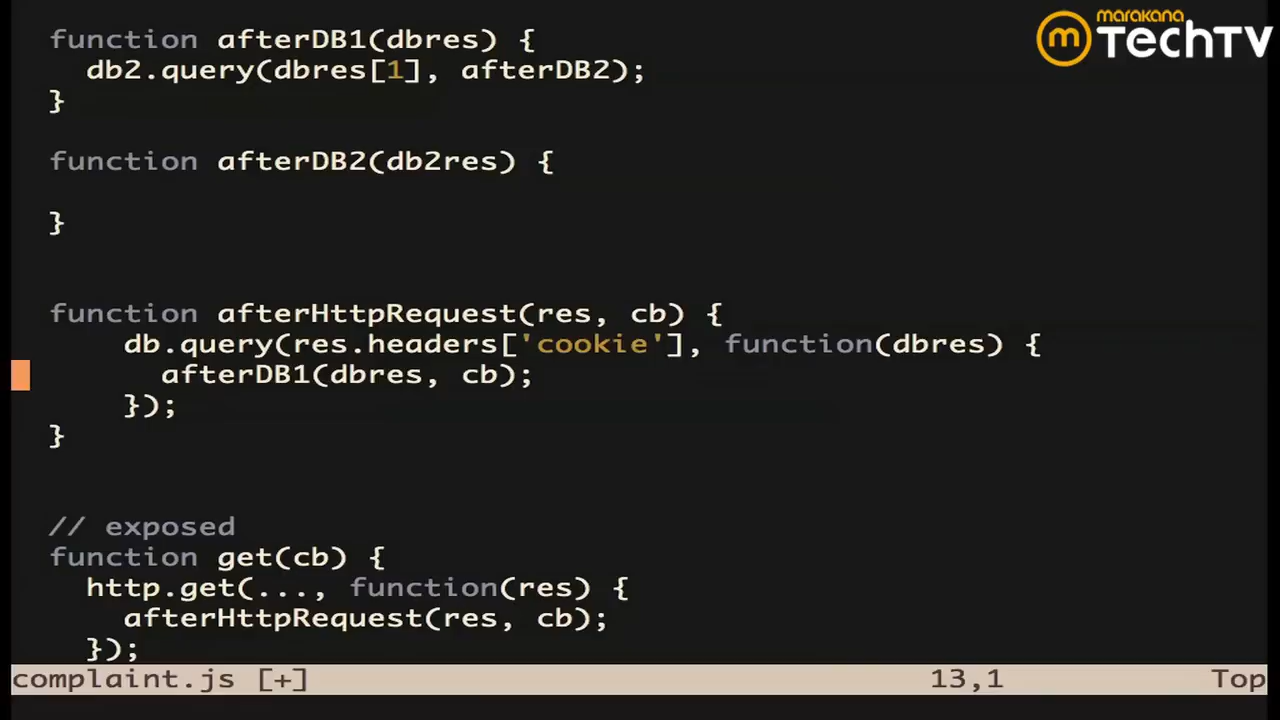 marakana
TechTV
function afterDB1(dbres) {
  db2.query(dbres[1], afterDB2);
}

function afterDB2(db2res) {

}


function afterHttpRequest(res, cb) {
    db.query(res.headers['cookie'], function(dbres) {
      afterDB1(dbres, cb);
    });
}


// exposed
function get(cb) {
  http.get(..., function(res) {
    afterHttpRequest(res, cb);
  });
complaint.js [+] 13,1 Top